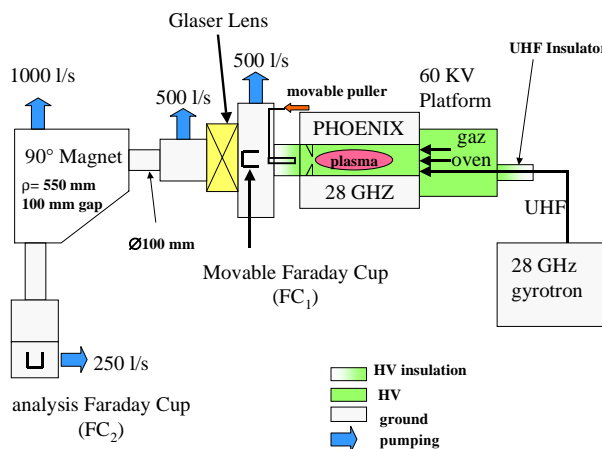 Glaser Lens
1000 l/s
500 l/s
500 l/s
movable puller
60 KV
Platform
UHF Insulator
90° Magnet
ρ= 550 mm
100 mm gap
PHOENIX
plasma
28 GHZ
gaz
oven
UHF
Ø100 mm
Movable Faraday Cup
(FC1)
28 GHz
gyrotron
250 l/s
analysis Faraday Cup
(FC2)
HV insulation
HV
ground
pumping